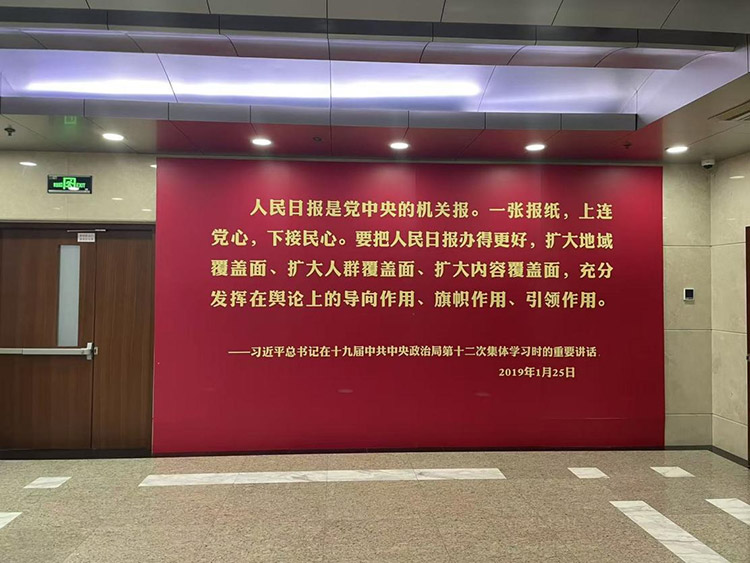 人民日报是党中央的机关报。一张报纸，上连
党心，下接民心。要把人民日报办得更好，扩大地域
覆盖面、扩大人群覆盖面、扩大内容覆盖面，充分
发挥在舆论上的导向作用、旗帜作用、引领作用。
——习近平总书记在十九届中共中央政治局第十二次集体学习时的重要讲话
2019年1月25日